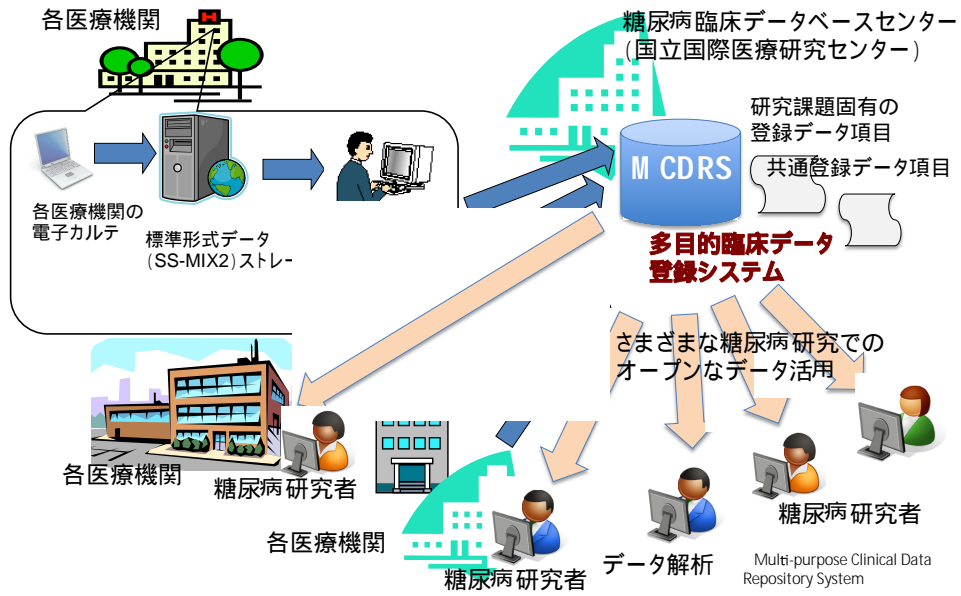 各医療機関
糖尿病臨床データベースセンター
(国立国際医療研究センター)
研究課題固有の
登録データ項目
共通登録データ項目
M CDRS
各医療機関の
電子カルテ
標準形式データ
(SS-MIX2)ストレー
多目的臨床データ
登録システム
さまざまな糖尿病研究での
オープンなデータ活用
各医療機関
糖尿病研究者
各医療機関
糖尿病研究者
データ解析
糖尿病研究者
Multi-purpose Clinical Data
Repository System
H